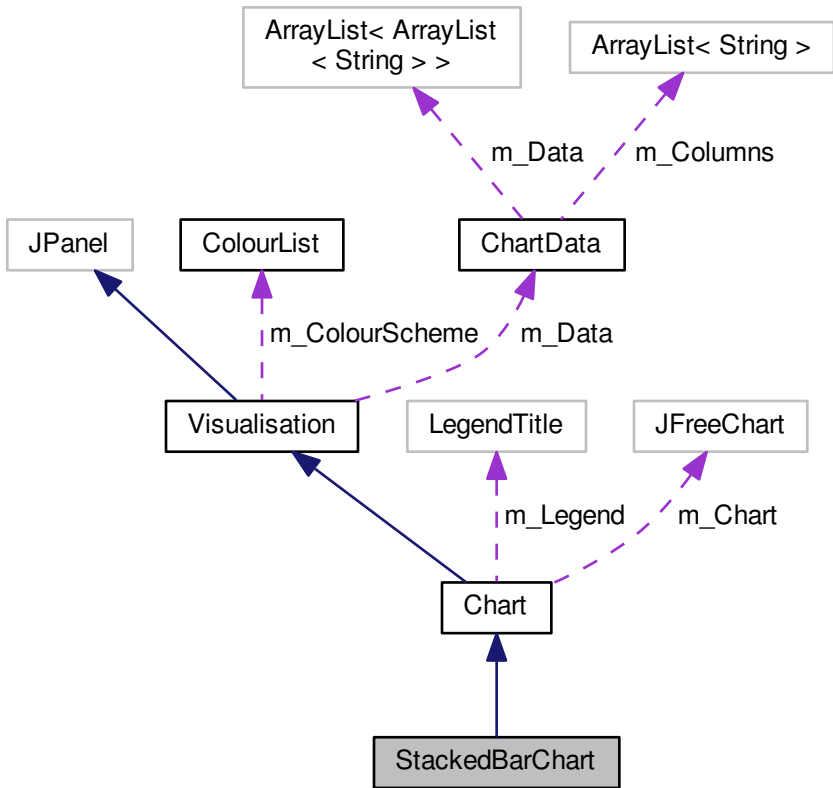 ArrayList< ArrayList
< String > >
ArrayList< String >
m_Data
m_Columns
JPanel
ColourList
ChartData
m_ColourScheme
m_Data
Visualisation
LegendTitle
JFreeChart
m_Legend
m_Chart
Chart
StackedBarChart